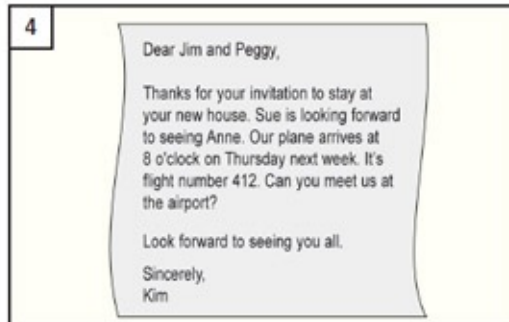 4
Dear Jim and Peggy,
Thanks for your invitation to stay at
your new house. Sue is looking forward
to seeing Anne. Our plane arrives at
8 o'clock on Thursday next week. It's
flight number 412. Can you meet us at
the airport?
Look forward to seeing you all.
Sincerely,
Kim